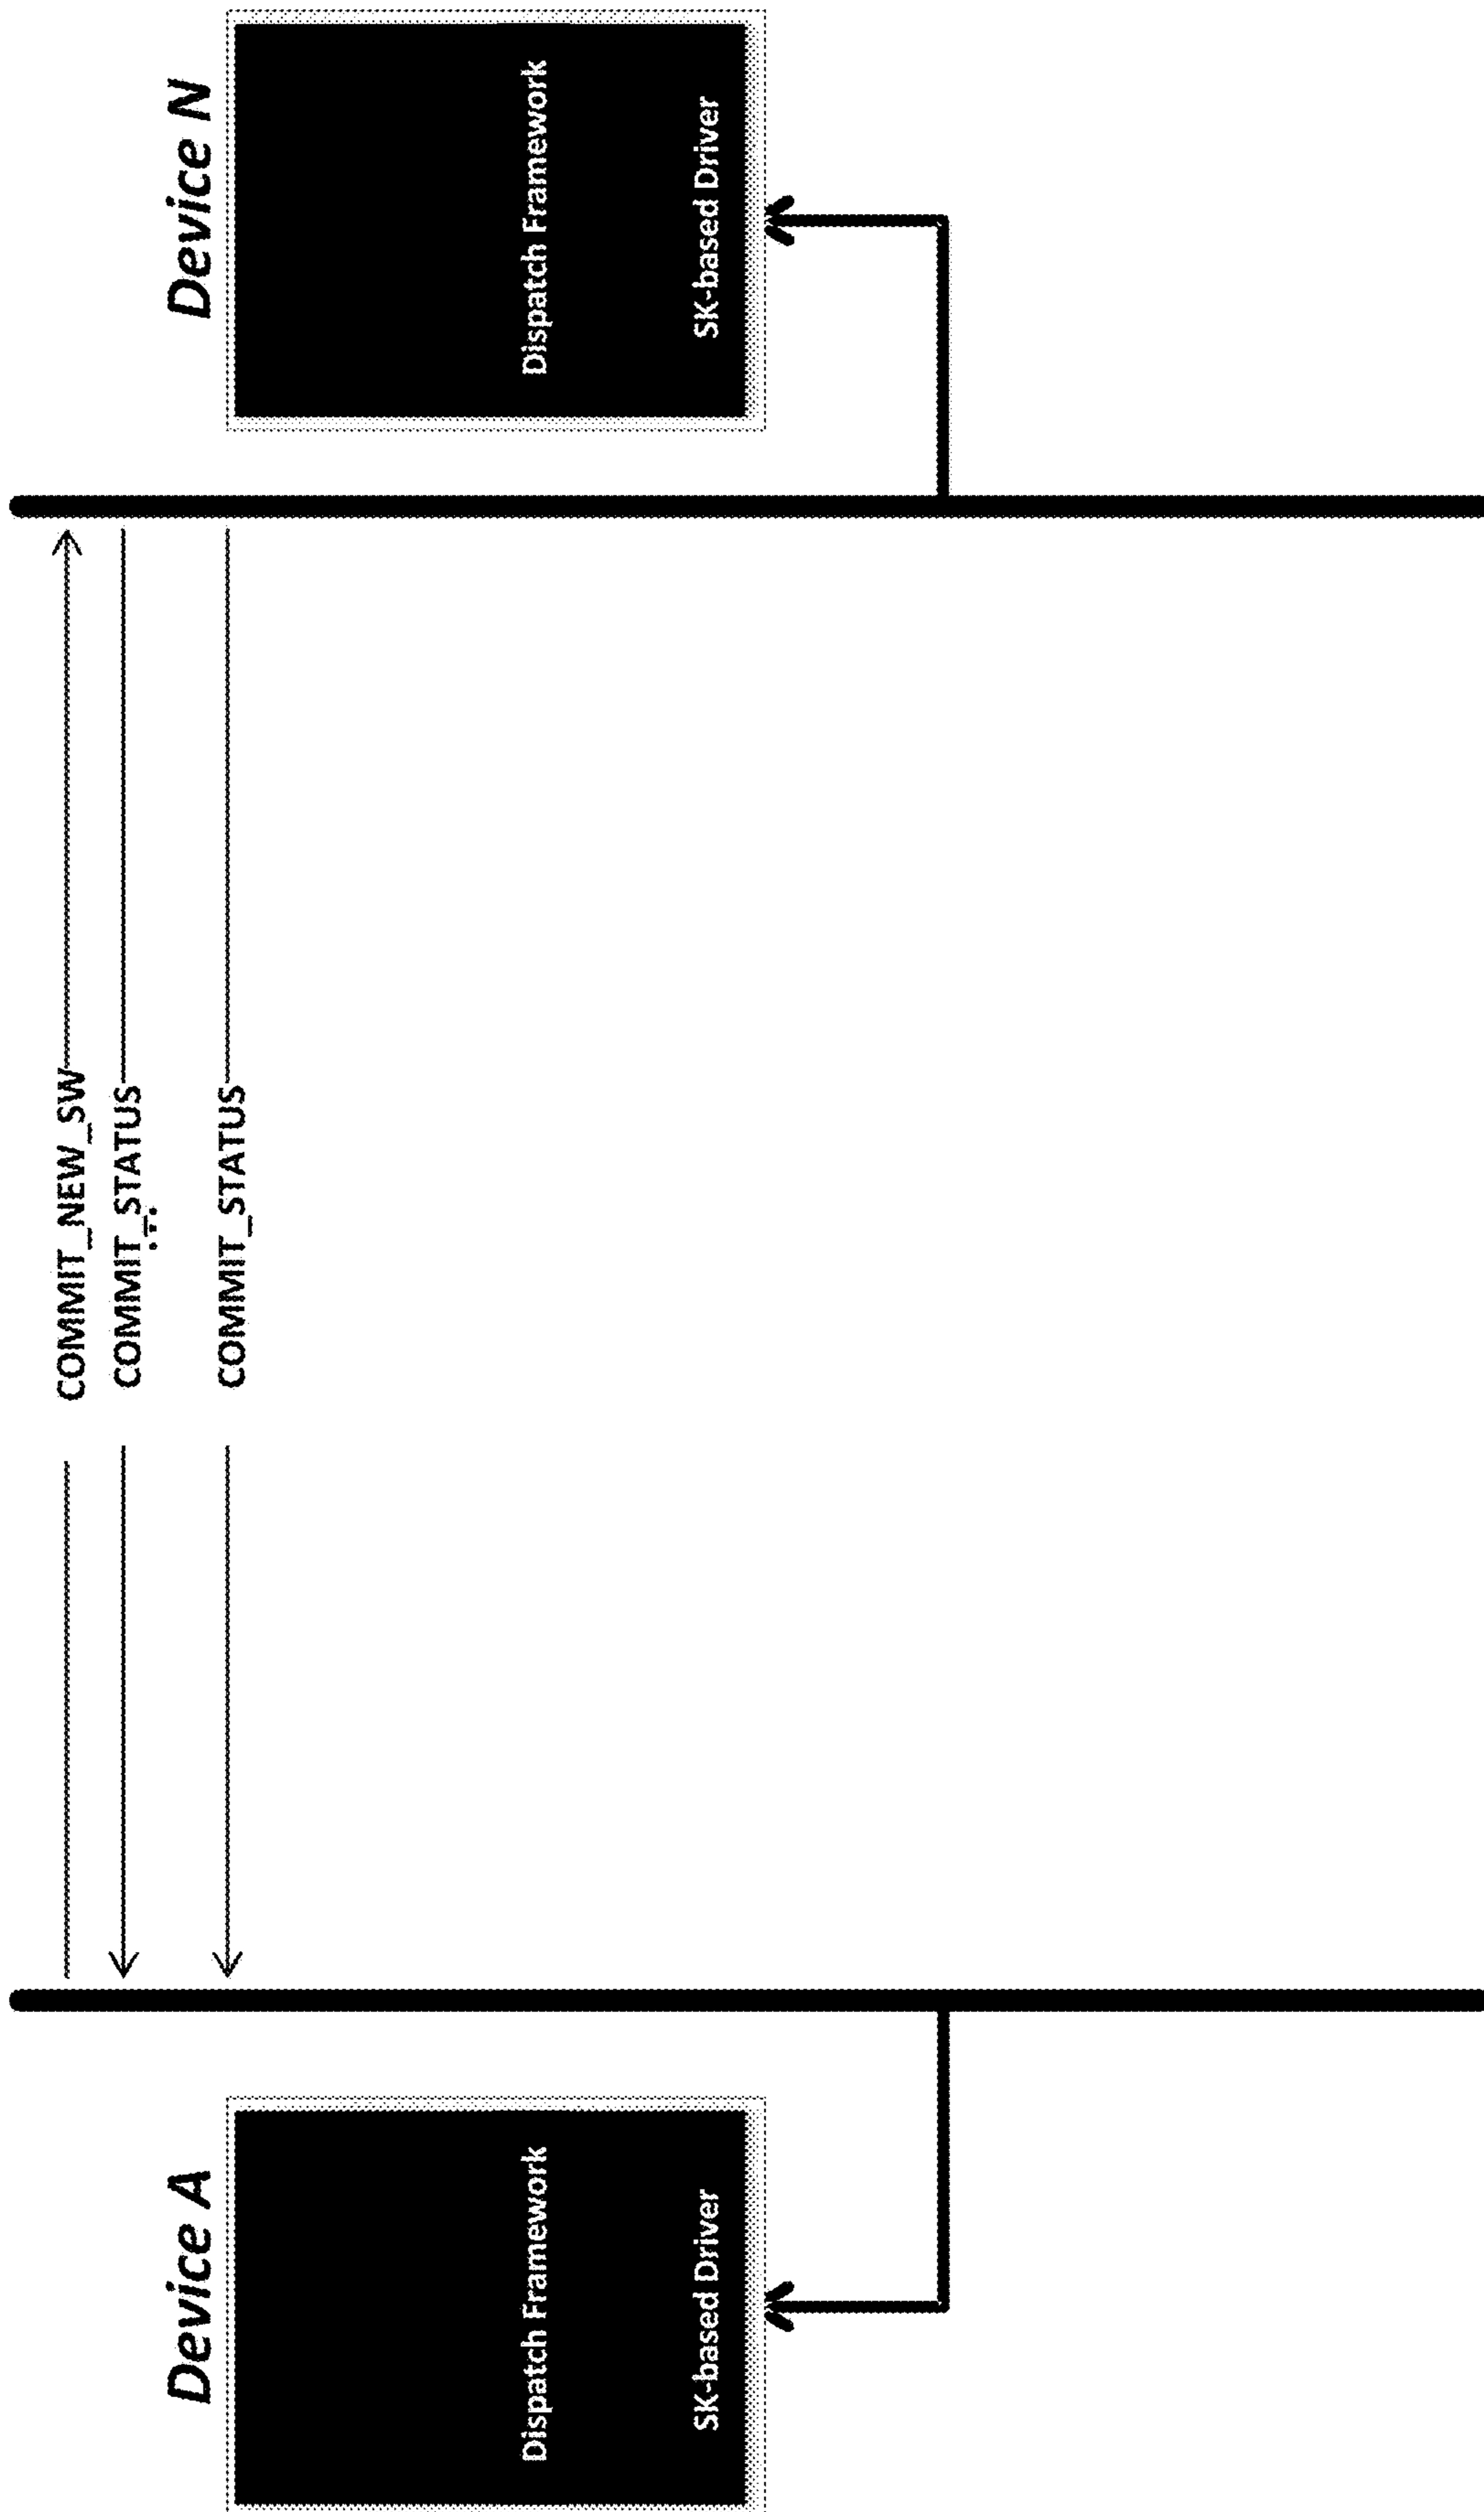 COMMIT_NEW_SW
COMMIT_STATUS
...
COMMIT_STATUS
Device A
Dispatch Framework
SK-based Driver
Device N
Dispatch Framework
SK-based Driver